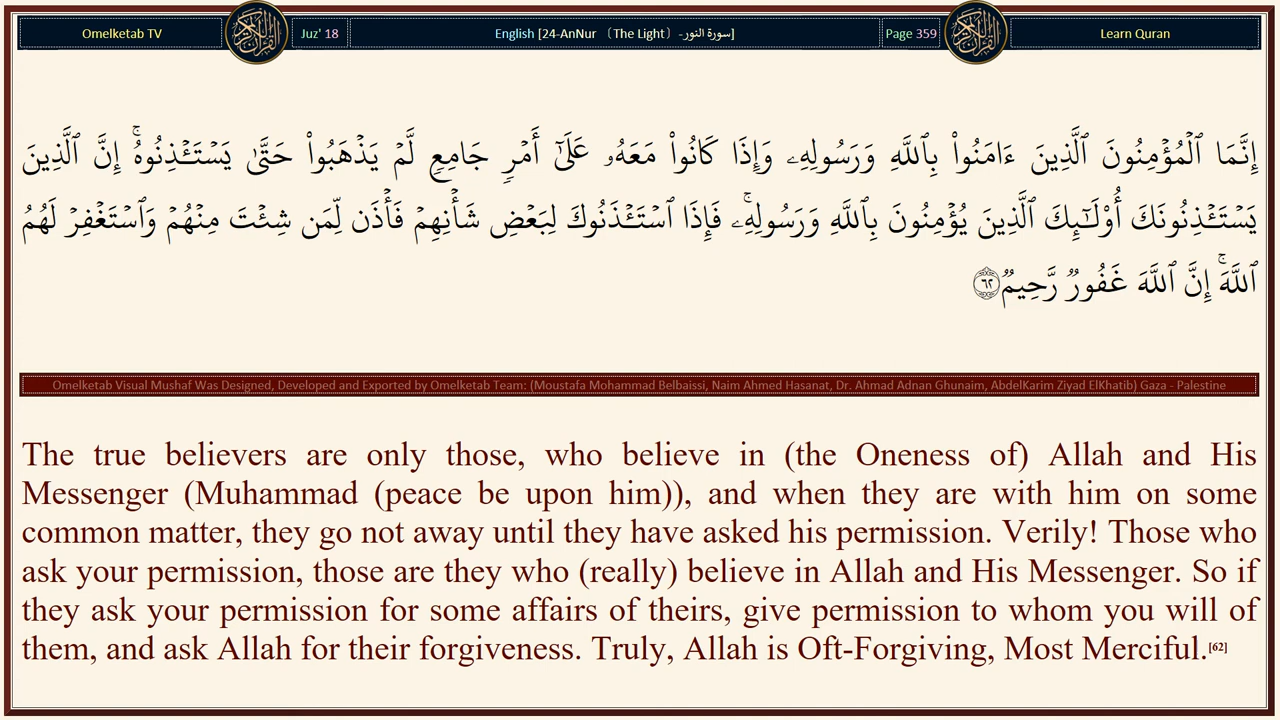 Omelketab TV
Juz' 18
English [24-AnNur (The Light) -سورة النور]
Page 359
Learn Quran
إِنَّمَا ٱلْمُؤْمِنُونَ ٱلَّذِينَ ءَامَنُوا۟ بِٱللَّهِ وَرَسُولِهِۦ وَإِذَا كَانُوا۟ مَعَهُۥ عَلَىٰٓ أَمْرٍ جَامِعٍ لَّمْ يَذْهَبُوا۟ حَتَّىٰ يَسْتَـْٔذِنُوهُ ۚ إِنَّ ٱلَّذِينَ
يَسْتَـْٔذِنُونَكَ أُو۟لَـٰٓئِكَ ٱلَّذِينَ يُؤْمِنُونَ بِٱللَّهِ وَرَسُولِهِۦ ۚ فَإِذَا ٱسْتَـْٔذَنُوكَ لِبَعْضِ شَأْنِهِمْ فَأْذَن لِّمَن شِئْتَ مِنْهُمْ وَٱسْتَغْفِرْ لَهُمُ
ٱللَّهَ ۚ إِنَّ ٱللَّهَ غَفُورٌ رَّحِيمٌ ٦٢
Omelketab Visual Mushaf Was Designed, Developed and Exported by Omelketab Team: (Moustafa Mohammad Belbaissi, Naim Ahmed Hasanat, Dr. Ahmad Adnan Ghunaim, AbdelKarim Ziyad ElKhatib) Gaza - Palestine
The true believers are only those, who believe in (the Oneness of) Allah and His
Messenger (Muhammad (peace be upon him)), and when they are with him on some
common matter, they go not away until they have asked his permission. Verily! Those who
ask your permission, those are they who (really) believe in Allah and His Messenger. So if
they ask your permission for some affairs of theirs, give permission to whom you will of
them, and ask Allah for their forgiveness. Truly, Allah is Oft-Forgiving, Most Merciful.[62]